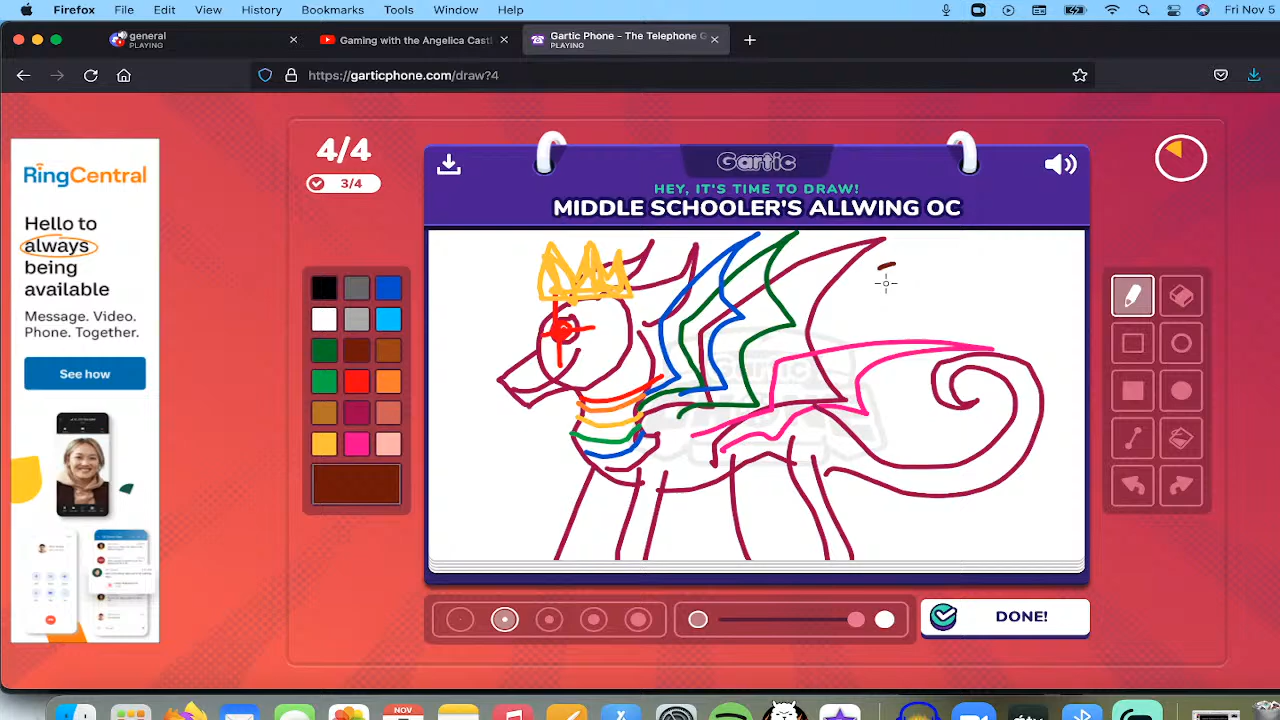 Firefox File Edit View History Bookmarks Tools Window Help Fri Nov 5
general
PLAYING
Gaming with the Angelica Castl
Gartic Phone – The Telephone G
PLAYING
https://garticphone.com/draw?4
RingCentral
Hello to
always
being
available
Message. Video.
Phone. Together.
See how
4/4
3/4
Gartic
HEY, IT'S TIME TO DRAW!
MIDDLE SCHOOLER'S ALLWING OC
DONE!
NOV